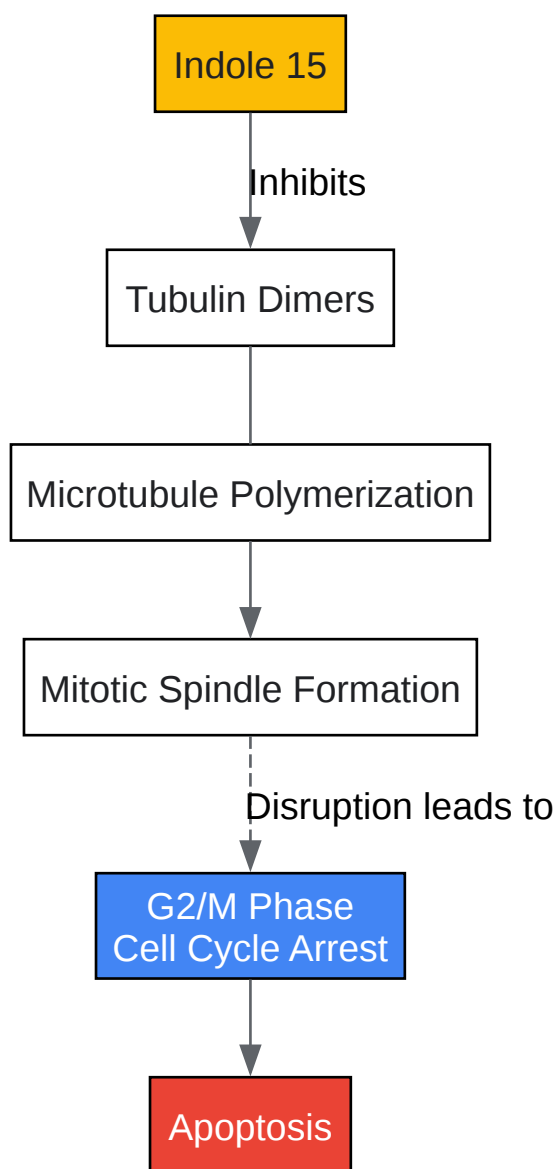 Indole 15
Inhibits
Tubulin Dimers
Microtubule Polymerization
Mitotic Spindle Formation
Disruption leads to
G2/M Phase
Cell Cycle Arrest
Apoptosis